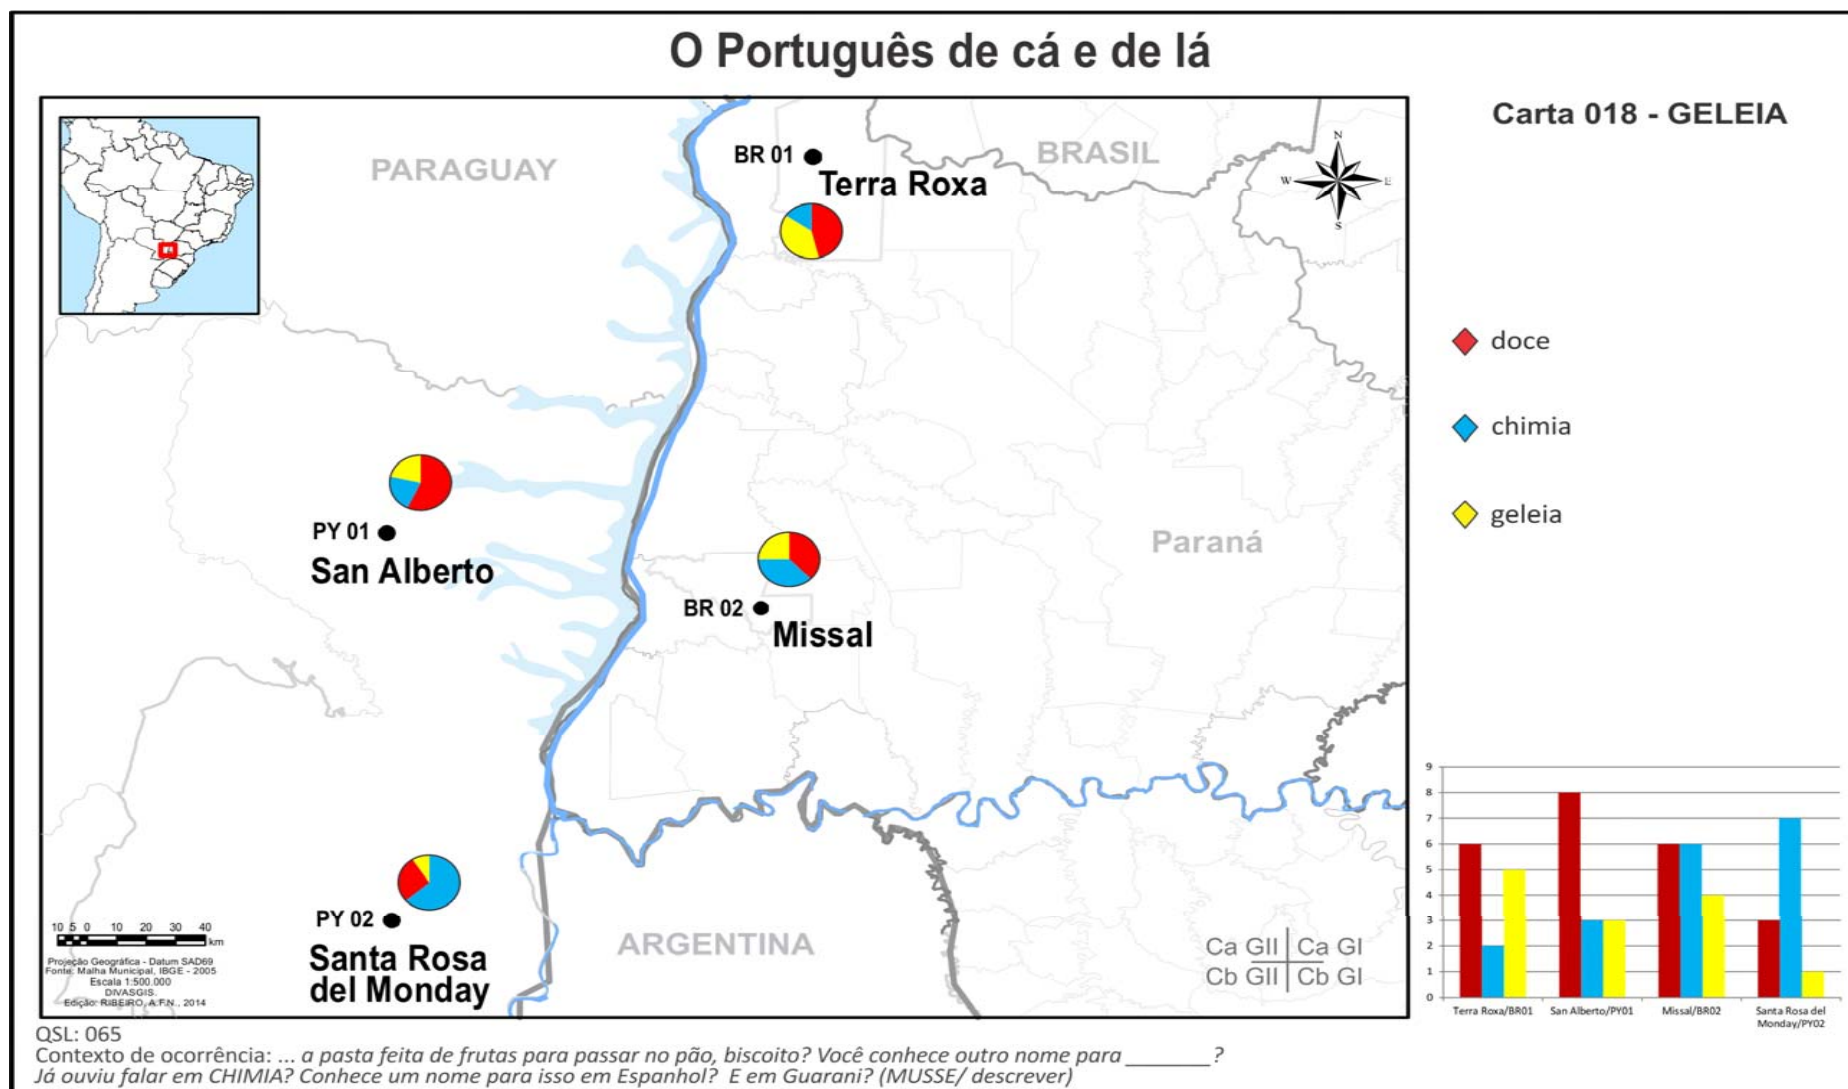 O Português de cá e de lá
Carta 018 - GELEIA
PARAGUAY
BRASIL
BR 01
Terra Roxa
N
W
E
S
doce
chimia
geleia
PY 01
San Alberto
Paraná
BR 02
Missal
PY 02
Santa Rosa
del Monday
ARGENTINA
10 5 0 10 20 30 40
km
Projeção Geográfica - Datum SAD69
Fonte: Malha Municipal, IBGE - 2005
Escala 1:500.000
DIVASGIS.
Edição: RIBEIRO, A.F.N., 2014
Ca GII Ca GI
Cb GII Cb GI
9
8
7
6
5
4
3
2
1
0
Terra Roxa/BR01 San Alberto/PY01 Missal/BR02 Santa Rosa del
Monday/PY02
QSL: 065
Contexto de ocorrência: ... a pasta feita de frutas para passar no pão, biscoito? Você conhece outro nome para ________?
Já ouviu falar em CHIMIA? Conhece um nome para isso em Espanhol? E em Guarani? (MUSSE/ descrever)